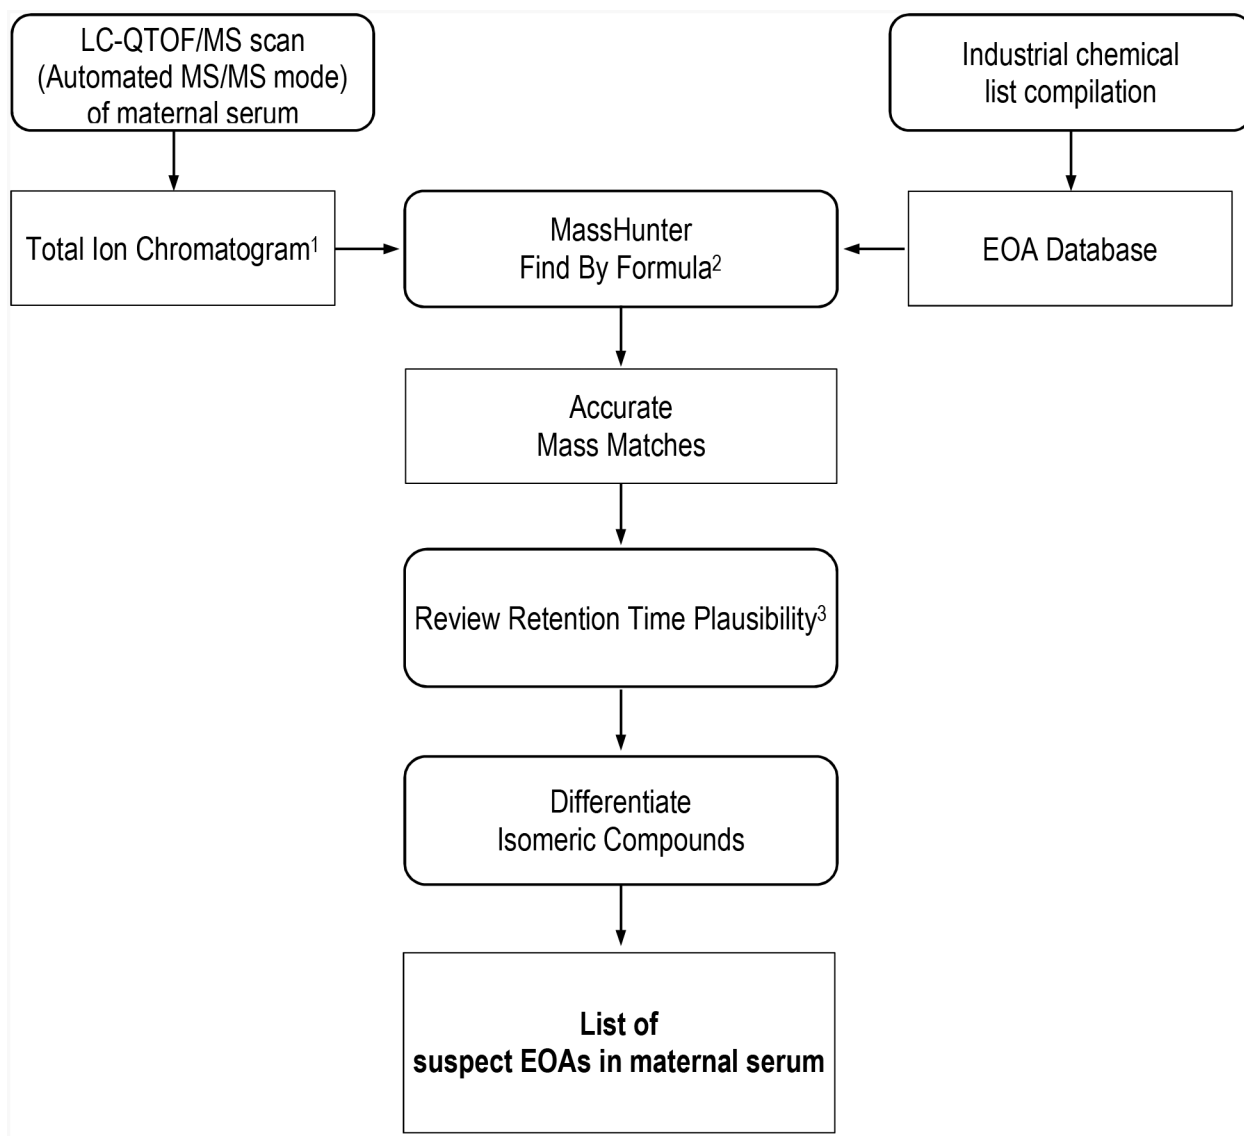 LC-QTOF/MS scan
(Automated MS/MS mode)
of maternal serum
Industrial chemical
list compilation
Total Ion Chromatogram¹
MassHunter
Find By Formula²
EOA Database
Accurate
Mass Matches
Review Retention Time Plausibility³
Differentiate
Isomeric Compounds
List of
suspect EOAs in maternal serum